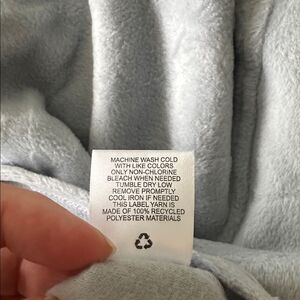 MACHINE WASH COLD
WITH LIKE COLORS
ONLY NON-CHLORINE
BLEACH WHEN NEEDED
TUMBLE DRY LOW
REMOVE PROMPTLY
COOL IRON IF NEEDED
THIS LABEL YARN IS
MADE OF 100% RECYCLED
POLYESTER MATERIALS